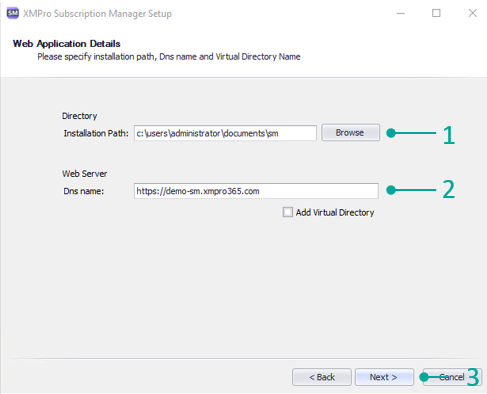 SM XMPro Subscription Manager Setup
Web Application Details
Please specify installation path, Dns name and Virtual Directory Name
Directory
Installation Path: c:\users\administrator\documents\sm Browse 1
Web Server
Dns name: https://demo-sm.xmpro365.com 2
Add Virtual Directory
< Back Next > Cancel 3